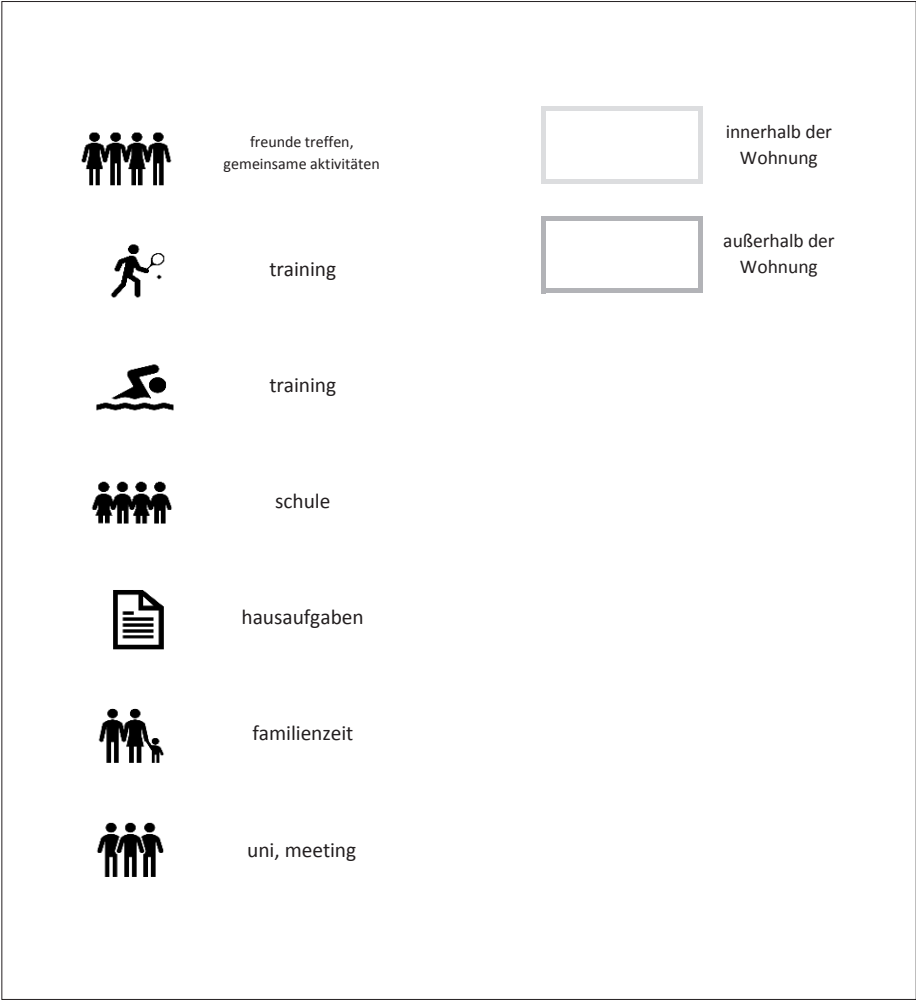 freunde treffen,
gemeinsame aktivitäten
training
training
schule
hausaufgaben
familienzeit
uni, meeting
innerhalb der
Wohnung
außerhalb der
Wohnung